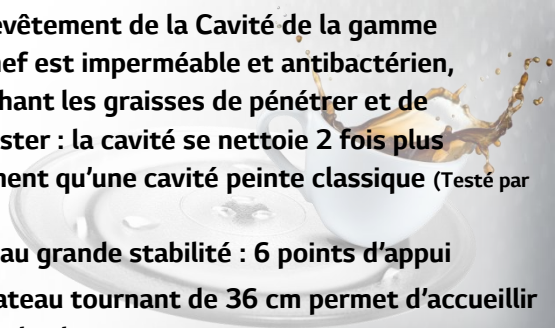 evêtement de la Cavité de la gamme
hef est imperméable et antibactérien,
hant les graisses de pénétrer et de
ster : la cavité se nettoie 2 fois plus
ment qu'une cavité peinte classique (Testé par
au grande stabilité : 6 points d'appui
ateau tournant de 36 cm permet d'accueillir